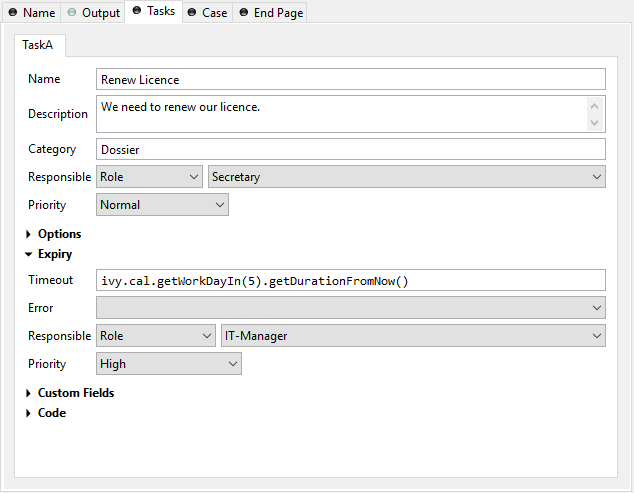 Name Output Tasks Case End Page
TaskA
Name Renew Licence
Description We need to renew our licence.
Category Dossier
Responsible Role Secretary
Priority Normal
Options
Expiry
Timeout ivy.cal.getWorkDayIn(5).getDurationFromNow()
Error
Responsible Role IT-Manager
Priority High
Custom Fields
Code